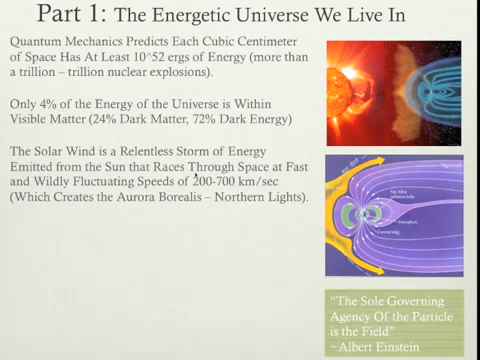 Part 1: The Energetic Universe We Live In
Quantum Mechanics Predicts Each Cubic Centimeter
of Space Has At Least 10^52 ergs of Energy (more than
a trillion – trillion nuclear explosions).
Only 4% of the Energy of the Universe is Within
Visible Matter (24% Dark Matter, 72% Dark Energy)
The Solar Wind is a Relentless Storm of Energy
Emitted from the Sun that Races Through Space at Fast
and Wildly Fluctuating Speeds of 200-700 km/sec
(Which Creates the Aurora Borealis – Northern Lights).
"The Sole Governing
Agency Of the Particle
is the Field"
~Albert Einstein